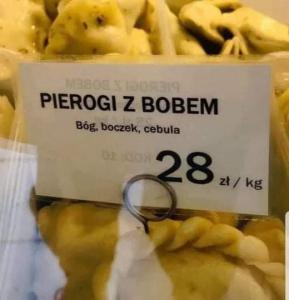 PIEROGI Z BOBEM
Bóg, boczek, cebula
28 zł / kg